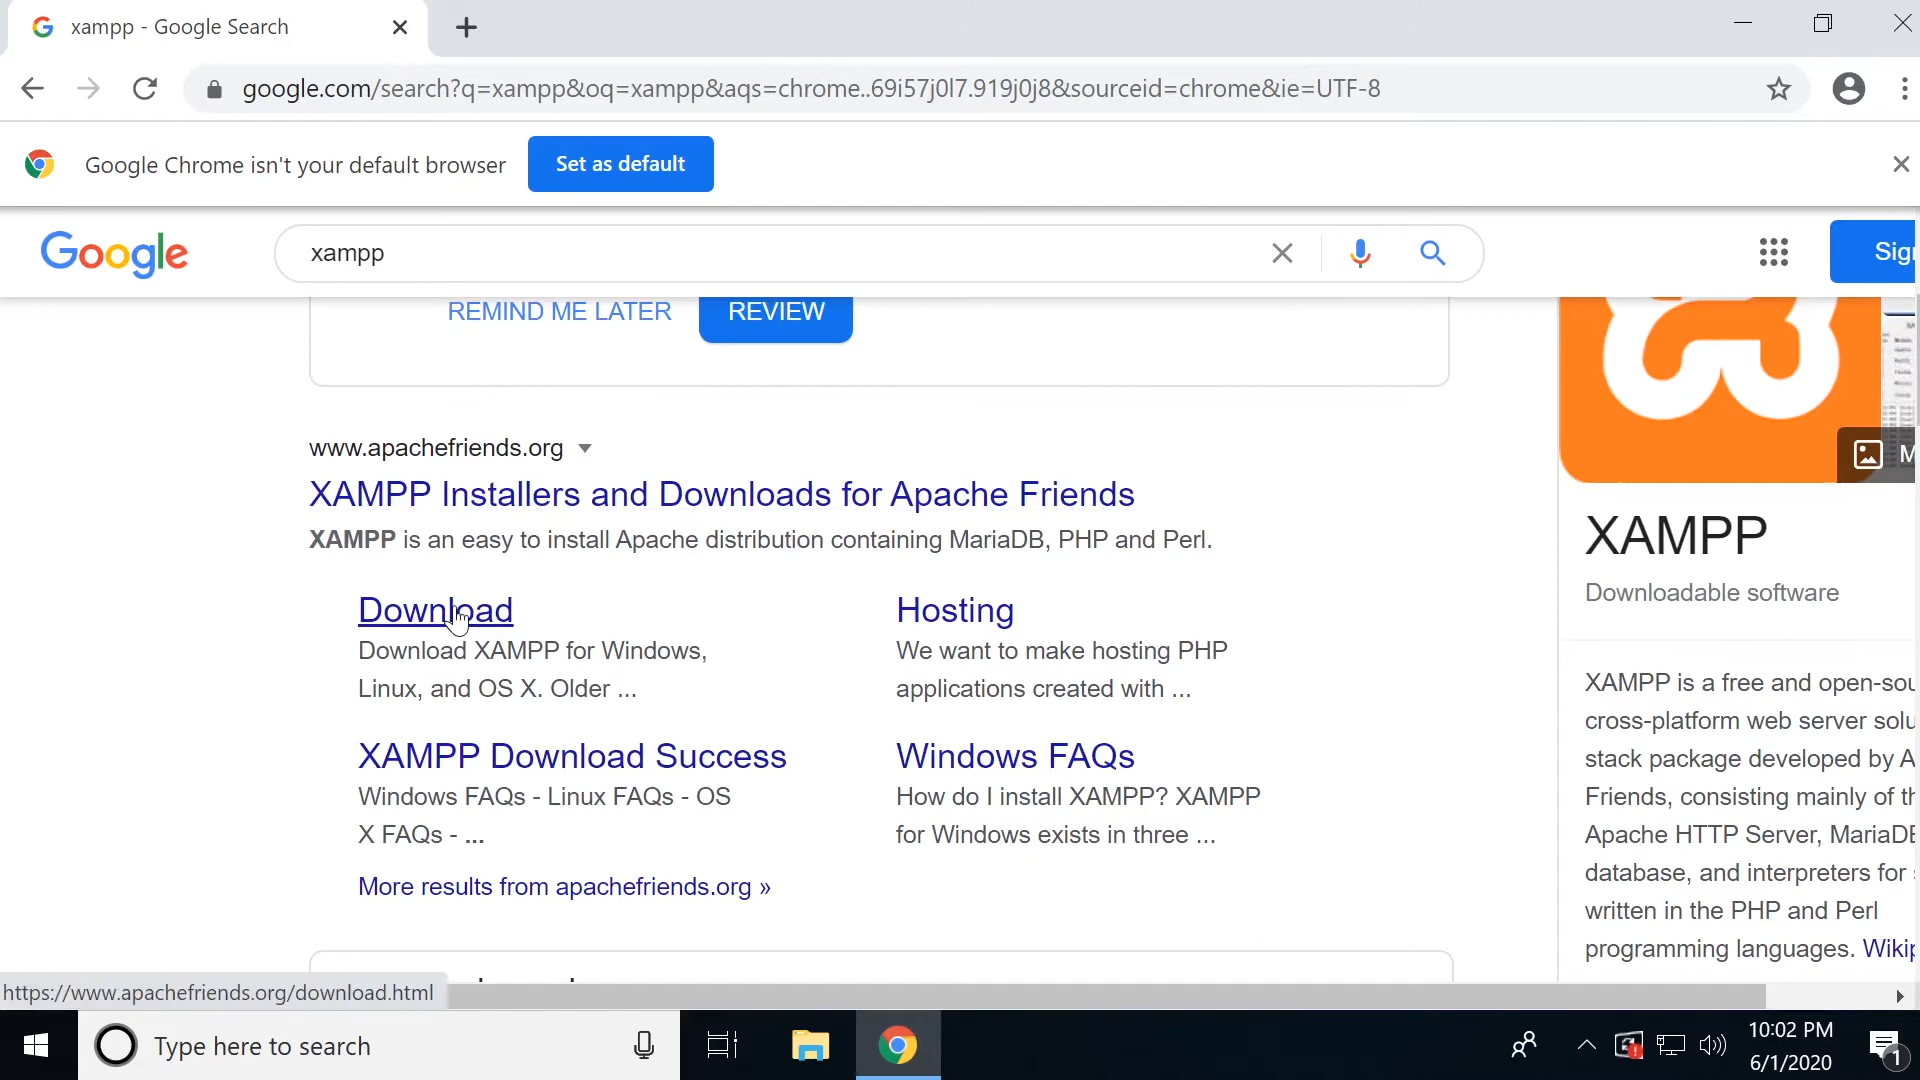 xampp - Google Search
google.com/search?q=xampp&oq=xampp&aqs=chrome..69i57j0l7.919j0j8&sourceid=chrome&ie=UTF-8
Google Chrome isn't your default browser
Set as default
Google
xampp
Sig
REMIND ME LATER
REVIEW
www.apachefriends.org
XAMPP Installers and Downloads for Apache Friends
XAMPP is an easy to install Apache distribution containing MariaDB, PHP and Perl.
Download
Download XAMPP for Windows,
Linux, and OS X. Older ...
Hosting
We want to make hosting PHP
applications created with ...
XAMPP Download Success
Windows FAQs - Linux FAQs - OS
X FAQs - ...
Windows FAQs
How do I install XAMPP? XAMPP
for Windows exists in three ...
More results from apachefriends.org »
M
XAMPP
Downloadable software
XAMPP is a free and open-sou
cross-platform web server solu
stack package developed by A
Friends, consisting mainly of th
Apache HTTP Server, MariaDB
database, and interpreters for
written in the PHP and Perl
programming languages. Wikip
https://www.apachefriends.org/download.html
Type here to search
10:02 PM
6/1/2020
1